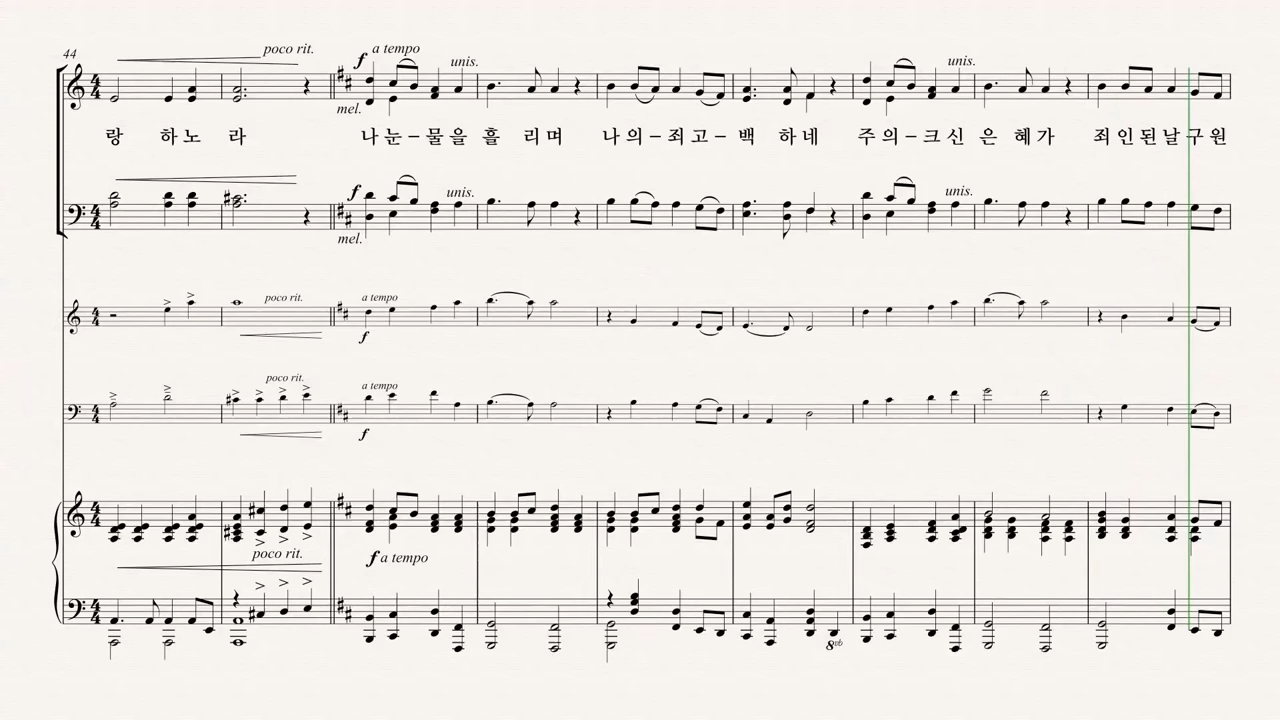 44
poco rit.
f a tempo
unis.
unis.
mel.
랑 하노 라 나눈-물을 흘 리며 나의-죄고-백 하네 주의-크신 은 혜가 죄인된날구원
f
unis.
unis.
mel.
poco rit.
a tempo
f
poco rit.
a tempo
f
poco rit.
f a tempo
8vb